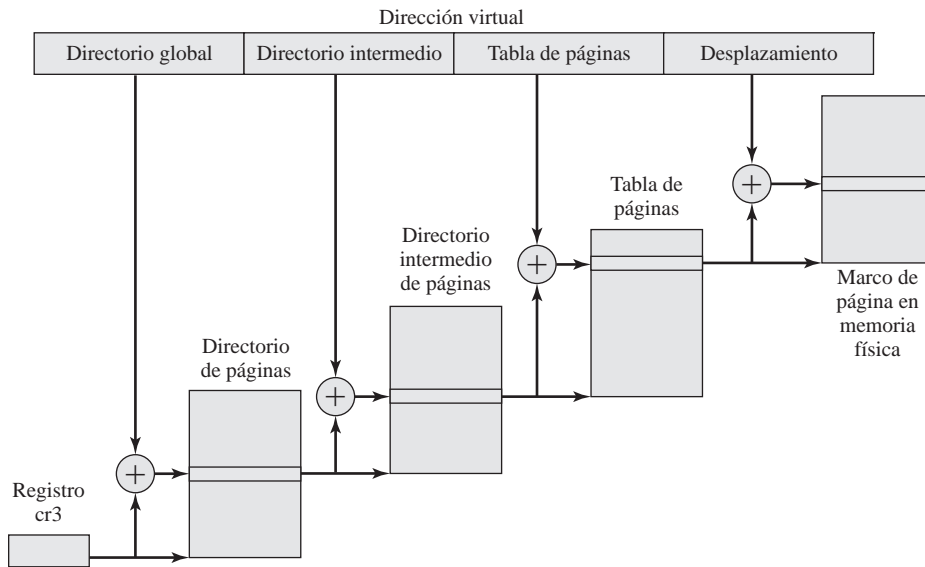 Dirección virtual
Directorio global
Directorio intermedio
Tabla de páginas
Desplazamiento
+
Tabla de
páginas
Directorio
intermedio
de páginas
+
Marco de
página en
memoria
física
Directorio
de páginas
+
+
Registro
cr3